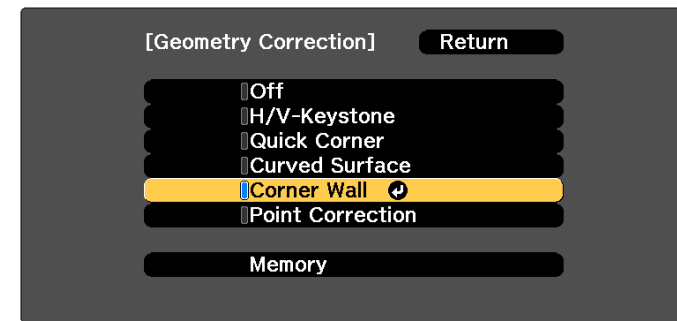 [Geometry Correction] Return
Off
H/V-Keystone
Quick Corner
Curved Surface
Corner Wall
Point Correction
Memory